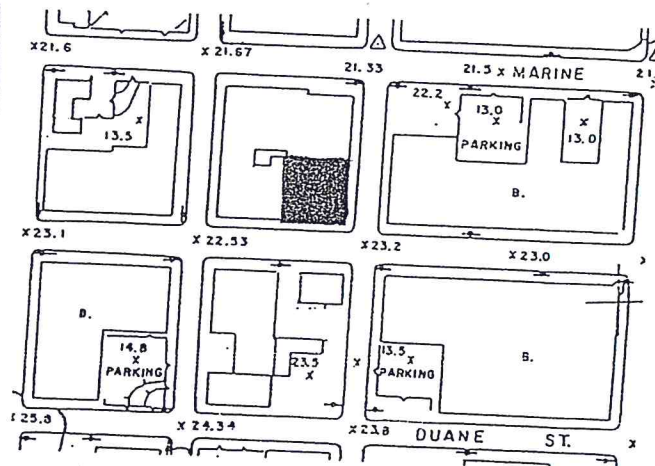 x21.6
x 21.67
21.33
21.5 x MARINE
21.
22.2
x
13.0
x
PARKING
x
13.0
x
13.5
B.
x23.1
x 22.53
x23.2
x 23.0
B.
14.8
x
PARKING
23.5
x
x
13.5
x
PARKING
B.
25.8
x 24.34
x23.8
DUANE ST.
x